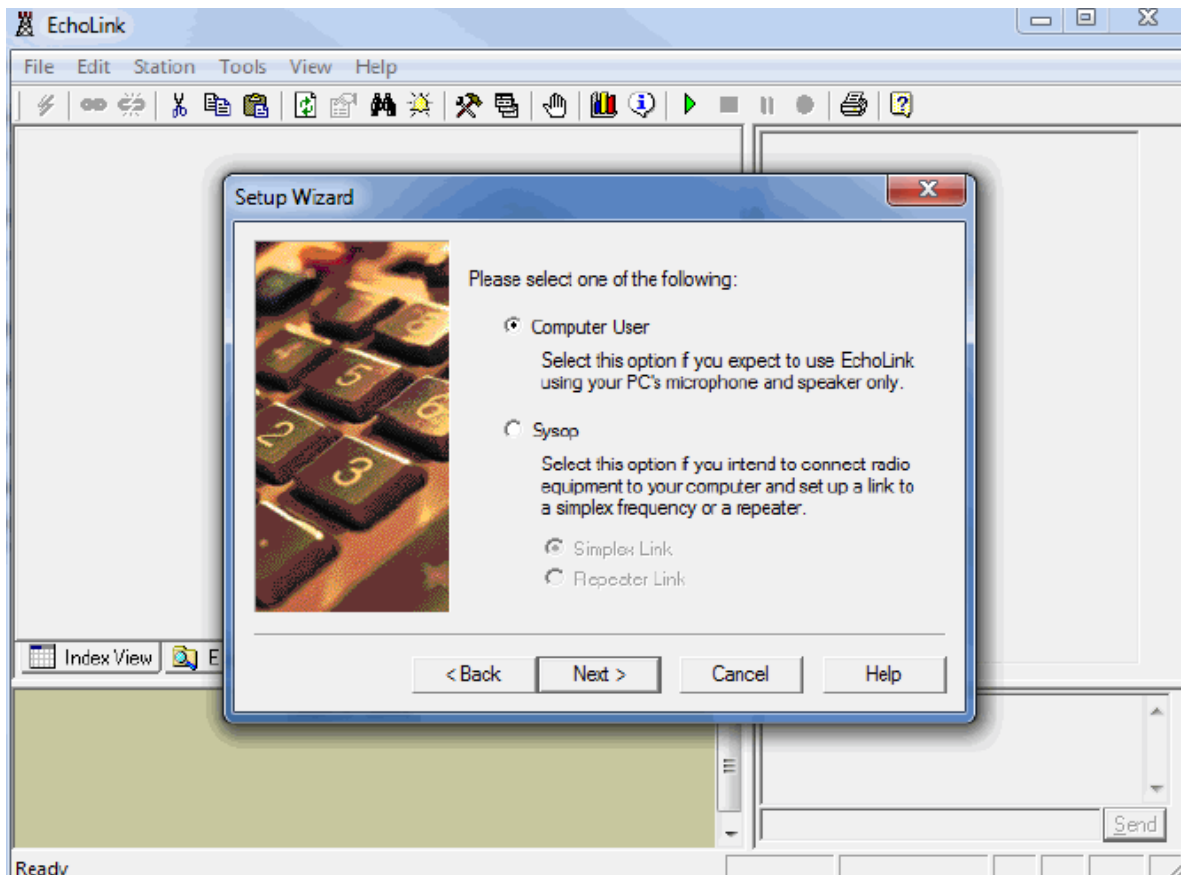 EchoLink
File Edit Station Tools View Help
Setup Wizard
Please select one of the following:
Computer User
Select this option if you expect to use EchoLink
using your PC's microphone and speaker only.
Sysop
Select this option if you intend to connect radio
equipment to your computer and set up a link to
a simplex frequency or a repeater.
Simplex Link
Repeater Link
< Back Next > Cancel Help
Index View E
Send
Ready